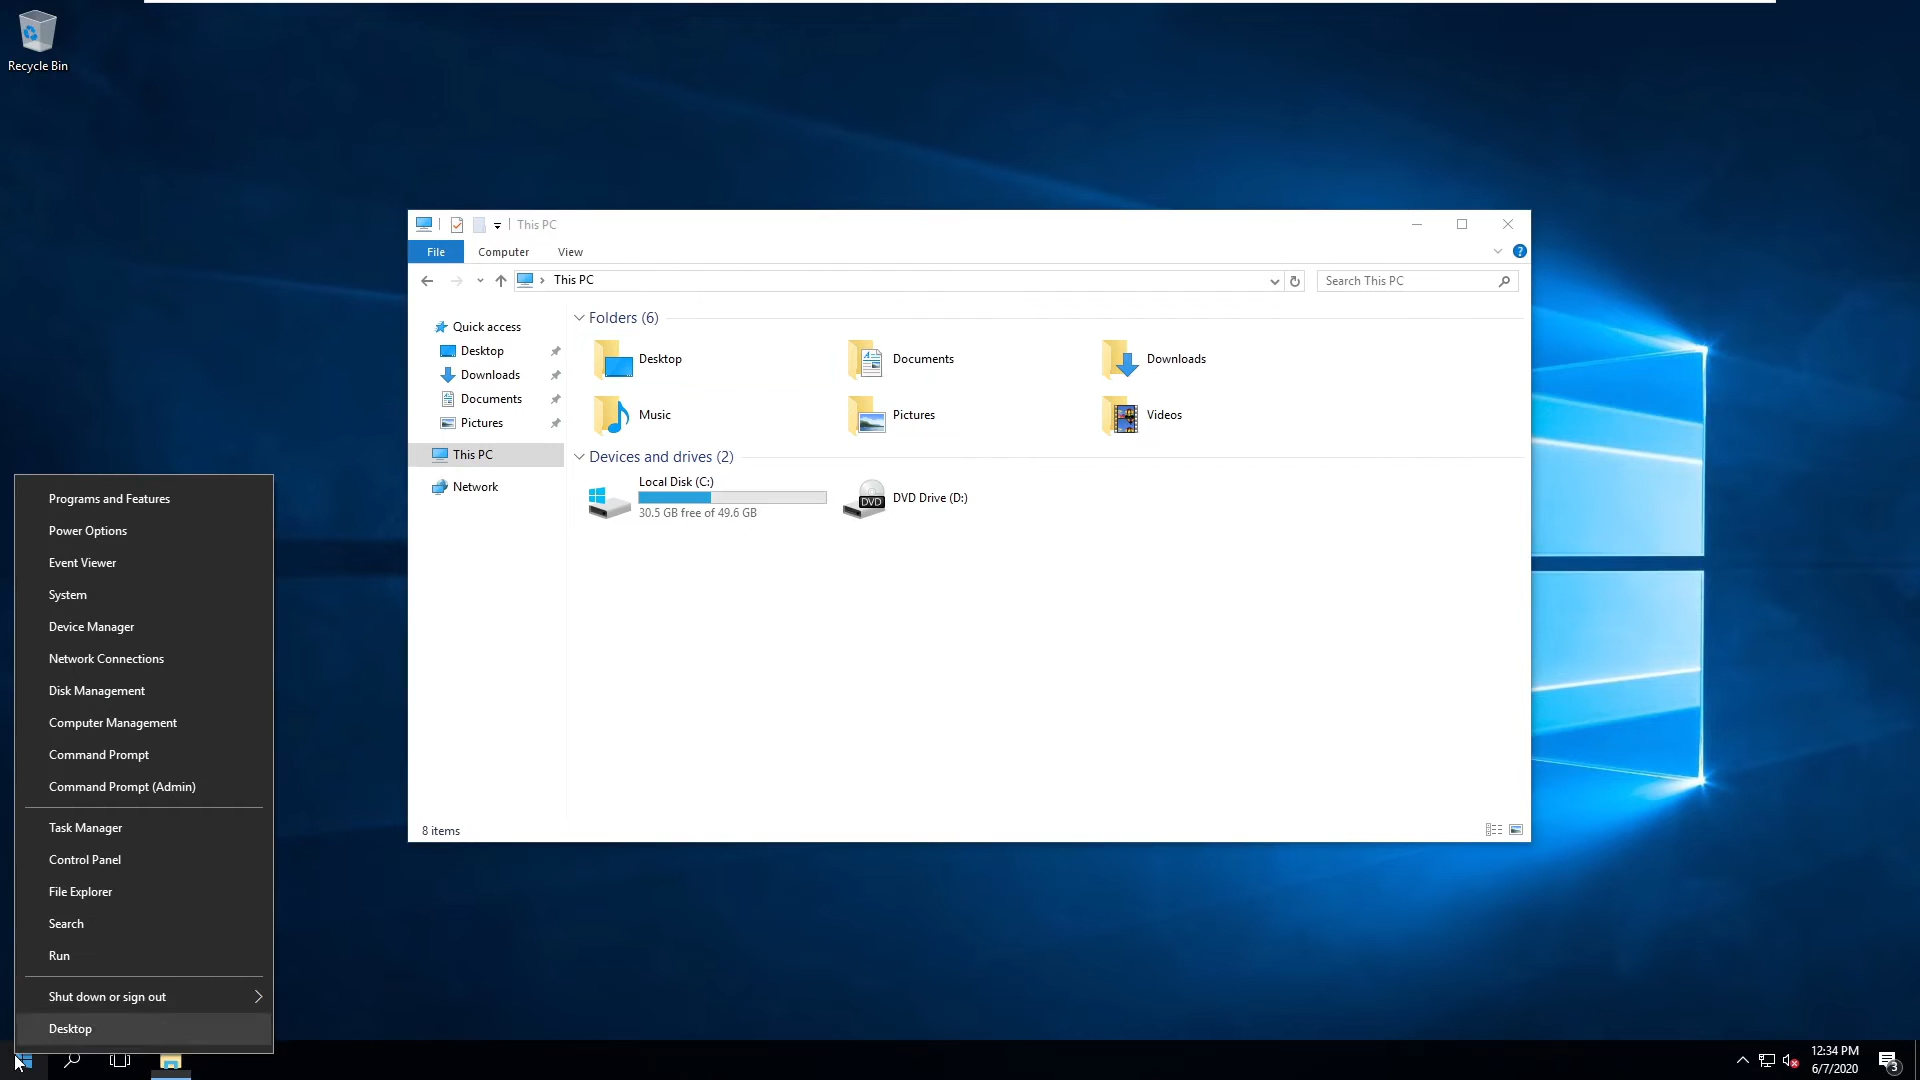 Recycle Bin
This PC
File
Computer
View
This PC
Search This PC
Quick access
Desktop
Downloads
Documents
Pictures
This PC
Network
Folders (6)
Desktop
Documents
Downloads
Music
Pictures
Videos
Devices and drives (2)
Local Disk (C:)
30.5 GB free of 49.6 GB
DVD
DVD Drive (D:)
8 items
Programs and Features
Power Options
Event Viewer
System
Device Manager
Network Connections
Disk Management
Computer Management
Command Prompt
Command Prompt (Admin)
Task Manager
Control Panel
File Explorer
Search
Run
Shut down or sign out
Desktop
12:34 PM
6/7/2020
3